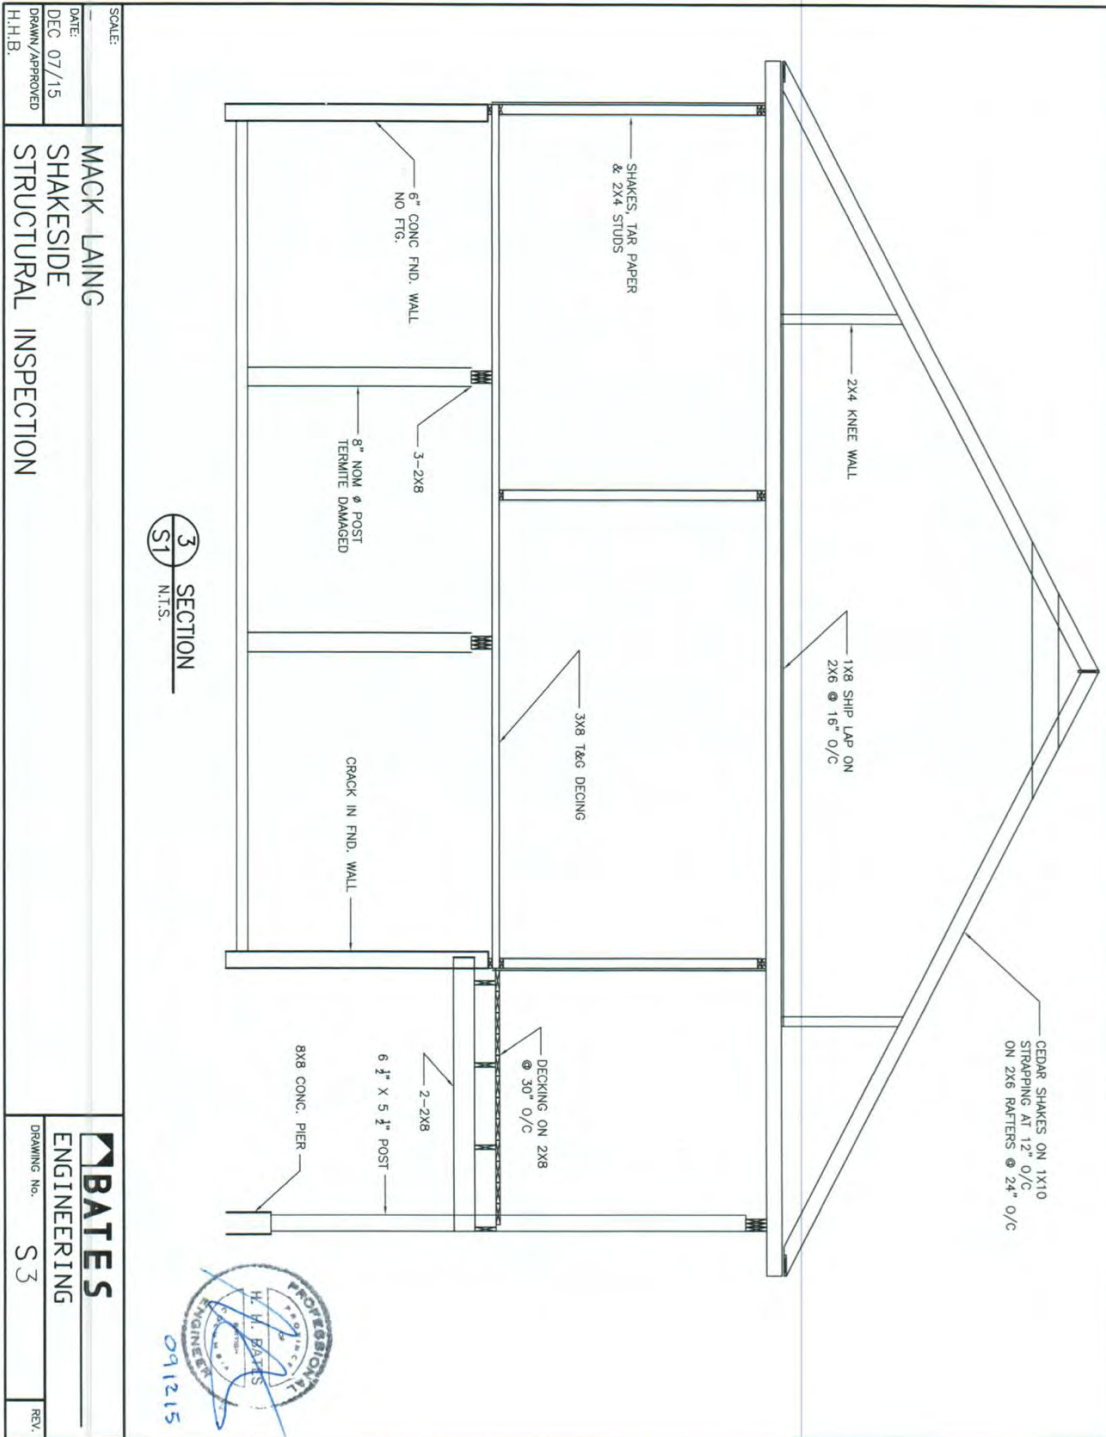 CEDAR SHAKES ON 1X10
STRAPPING AT 12" O/C
ON 2X6 RAFTERS @ 24" O/C
2X4 KNEE WALL
1X8 SHIP LAP ON
2X6 @ 16" O/C
SHAKES, TAR PAPER
& 2X4 STUDS
3X8 T&G DECING
DECKING ON 2X8
@ 30" O/C
6" CONC FND. WALL
NO FTG.
3-2X8
8" NOM Ø POST
TERMITE DAMAGED
CRACK IN FND. WALL
2-2X8
6 1/2" X 5 1/2" POST
8X8 CONC. PIER
3
S1
SECTION
N.T.S.
PROFESSIONAL
PROVINCE
OF
H. H. BATES
BRITISH
COLUMBIA
ENGINEER
091215
SCALE:
–
DATE:
DEC 07/15
DRAWN/APPROVED
H.H.B.
MACK LAING
SHAKESIDE
STRUCTURAL INSPECTION
BATES
ENGINEERING
DRAWING No.
S3
REV.